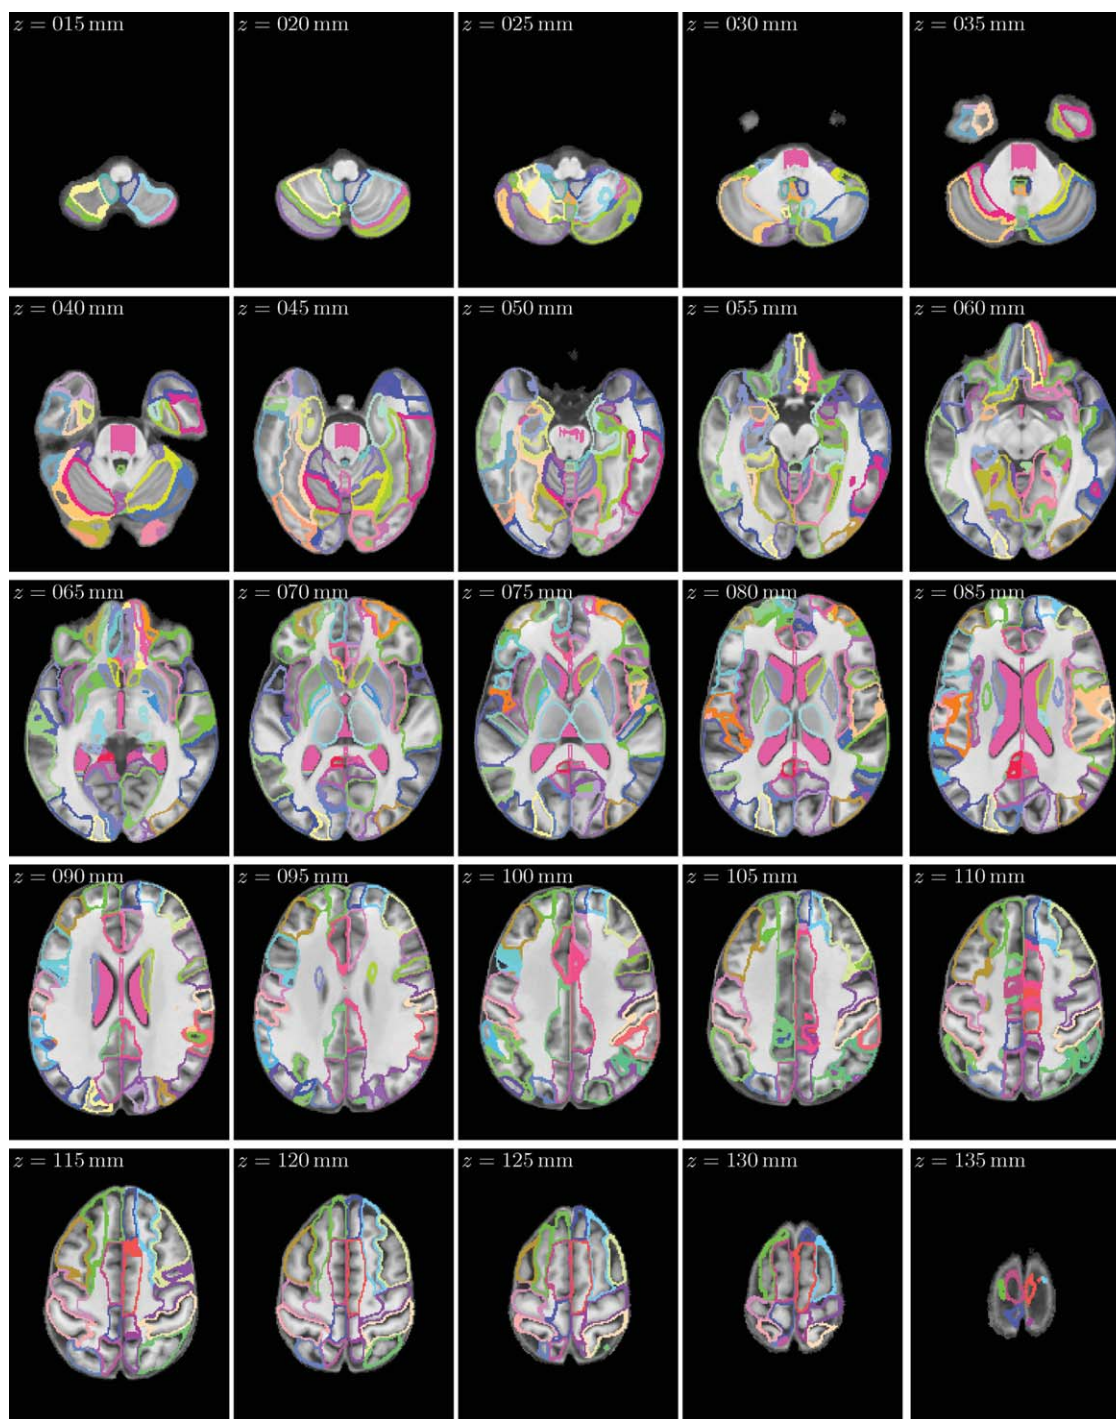 z = 015 mm
z = 020 mm
z = 025 mm
z = 030 mm
z = 035 mm
z = 040 mm
z = 045 mm
z = 050 mm
z = 055 mm
z = 060 mm
z = 065 mm
z = 070 mm
z = 075 mm
z = 080 mm
z = 085 mm
z = 090 mm
z = 095 mm
z = 100 mm
z = 105 mm
z = 110 mm
z = 115 mm
z = 120 mm
z = 125 mm
z = 130 mm
z = 135 mm